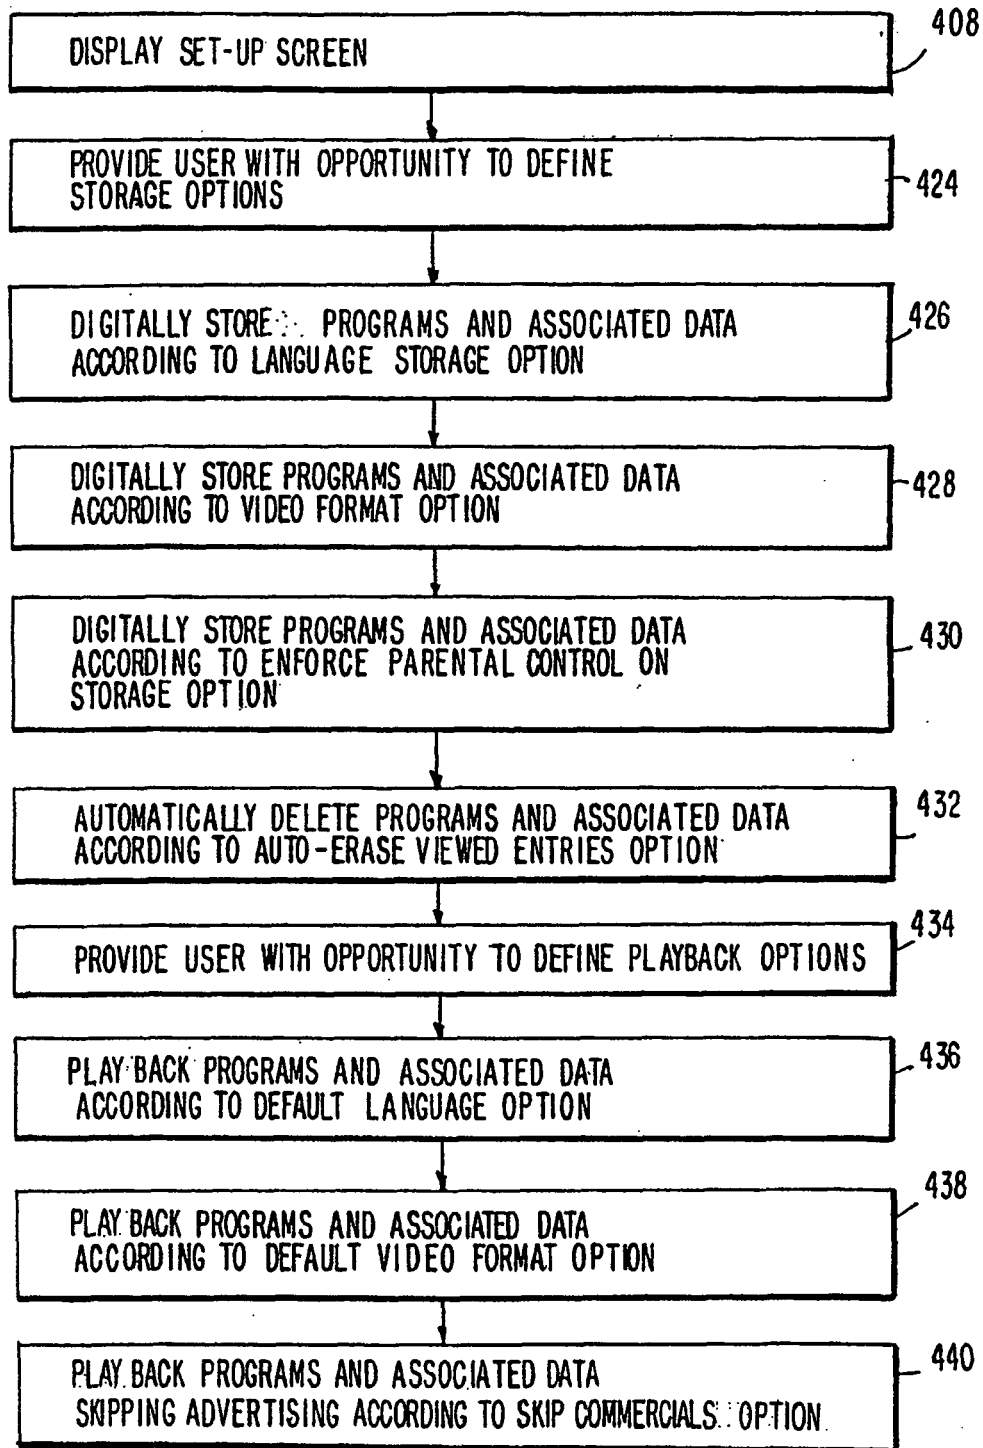 DISPLAY SET-UP SCREEN
408
PROVIDE USER WITH OPPORTUNITY TO DEFINE
STORAGE OPTIONS
424
DIGITALLY STORE PROGRAMS AND ASSOCIATED DATA
ACCORDING TO LANGUAGE STORAGE OPTION
426
DIGITALLY STORE PROGRAMS AND ASSOCIATED DATA
ACCORDING TO VIDEO FORMAT OPTION
428
DIGITALLY STORE PROGRAMS AND ASSOCIATED DATA
ACCORDING TO ENFORCE PARENTAL CONTROL ON
STORAGE OPTION
430
AUTOMATICALLY DELETE PROGRAMS AND ASSOCIATED DATA
ACCORDING TO AUTO-ERASE VIEWED ENTRIES OPTION
432
PROVIDE USER WITH OPPORTUNITY TO DEFINE PLAYBACK OPTIONS
434
PLAY BACK PROGRAMS AND ASSOCIATED DATA
ACCORDING TO DEFAULT LANGUAGE OPTION
436
PLAY BACK PROGRAMS AND ASSOCIATED DATA
ACCORDING TO DEFAULT VIDEO FORMAT OPTION
438
PLAY BACK PROGRAMS AND ASSOCIATED DATA
SKIPPING ADVERTISING ACCORDING TO SKIP COMMERCIALS OPTION
440